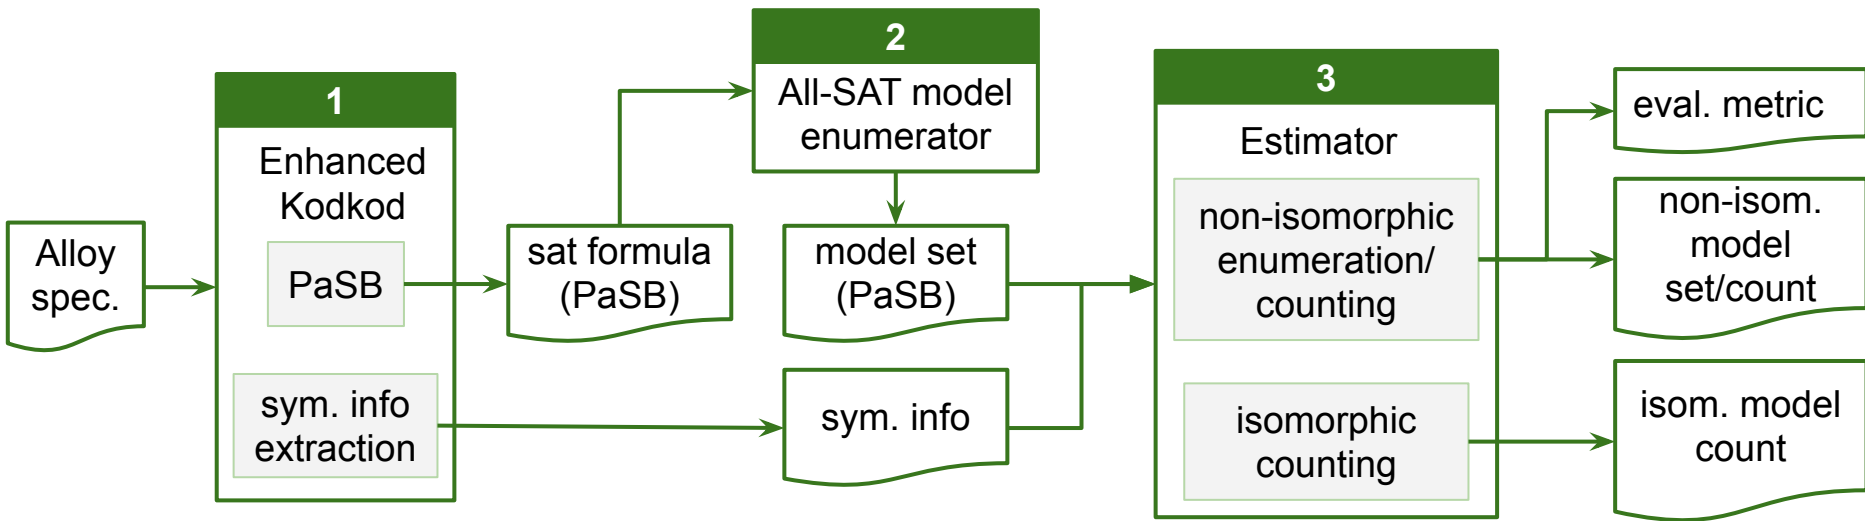 Alloy
spec.
1
Enhanced
Kodkod
PaSB
sym. info
extraction
sat formula
(PaSB)
2
All-SAT model
enumerator
model set
(PaSB)
sym. info
3
Estimator
non-isomorphic
enumeration/
counting
isomorphic
counting
eval. metric
non-isom.
model
set/count
isom. model
count